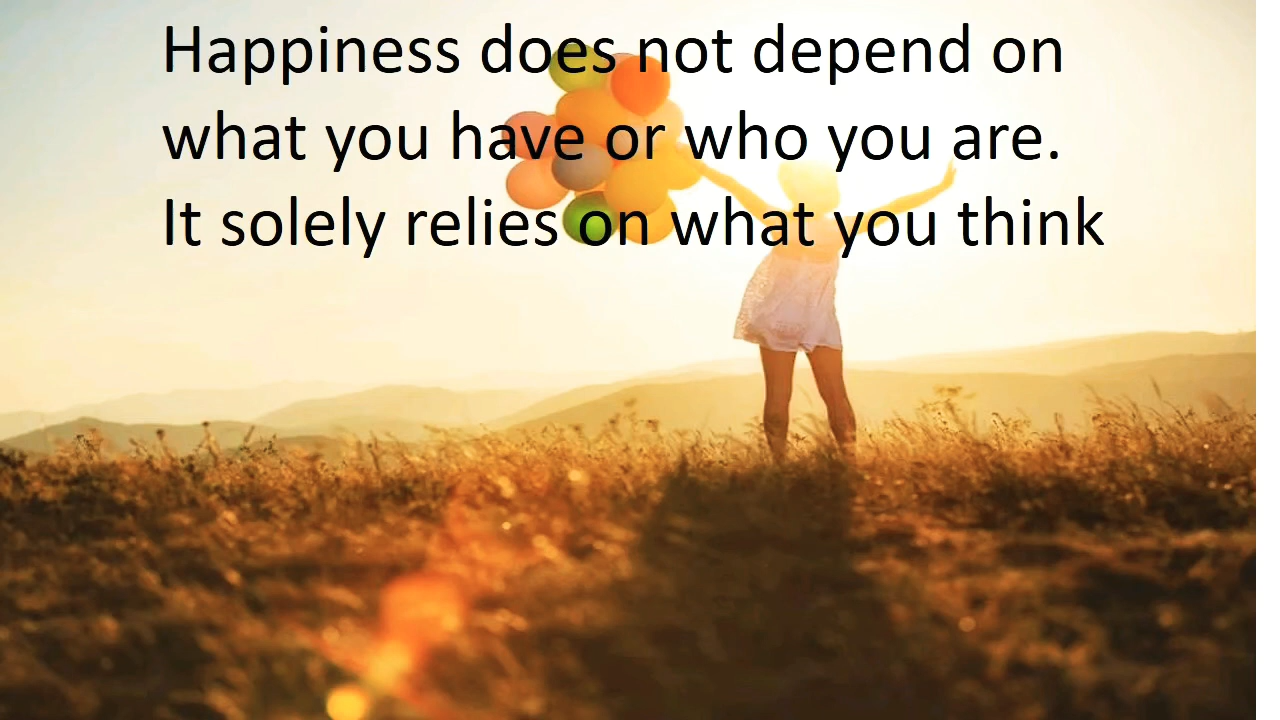 Happiness does not depend on
what you have or who you are.
It solely relies on what you think